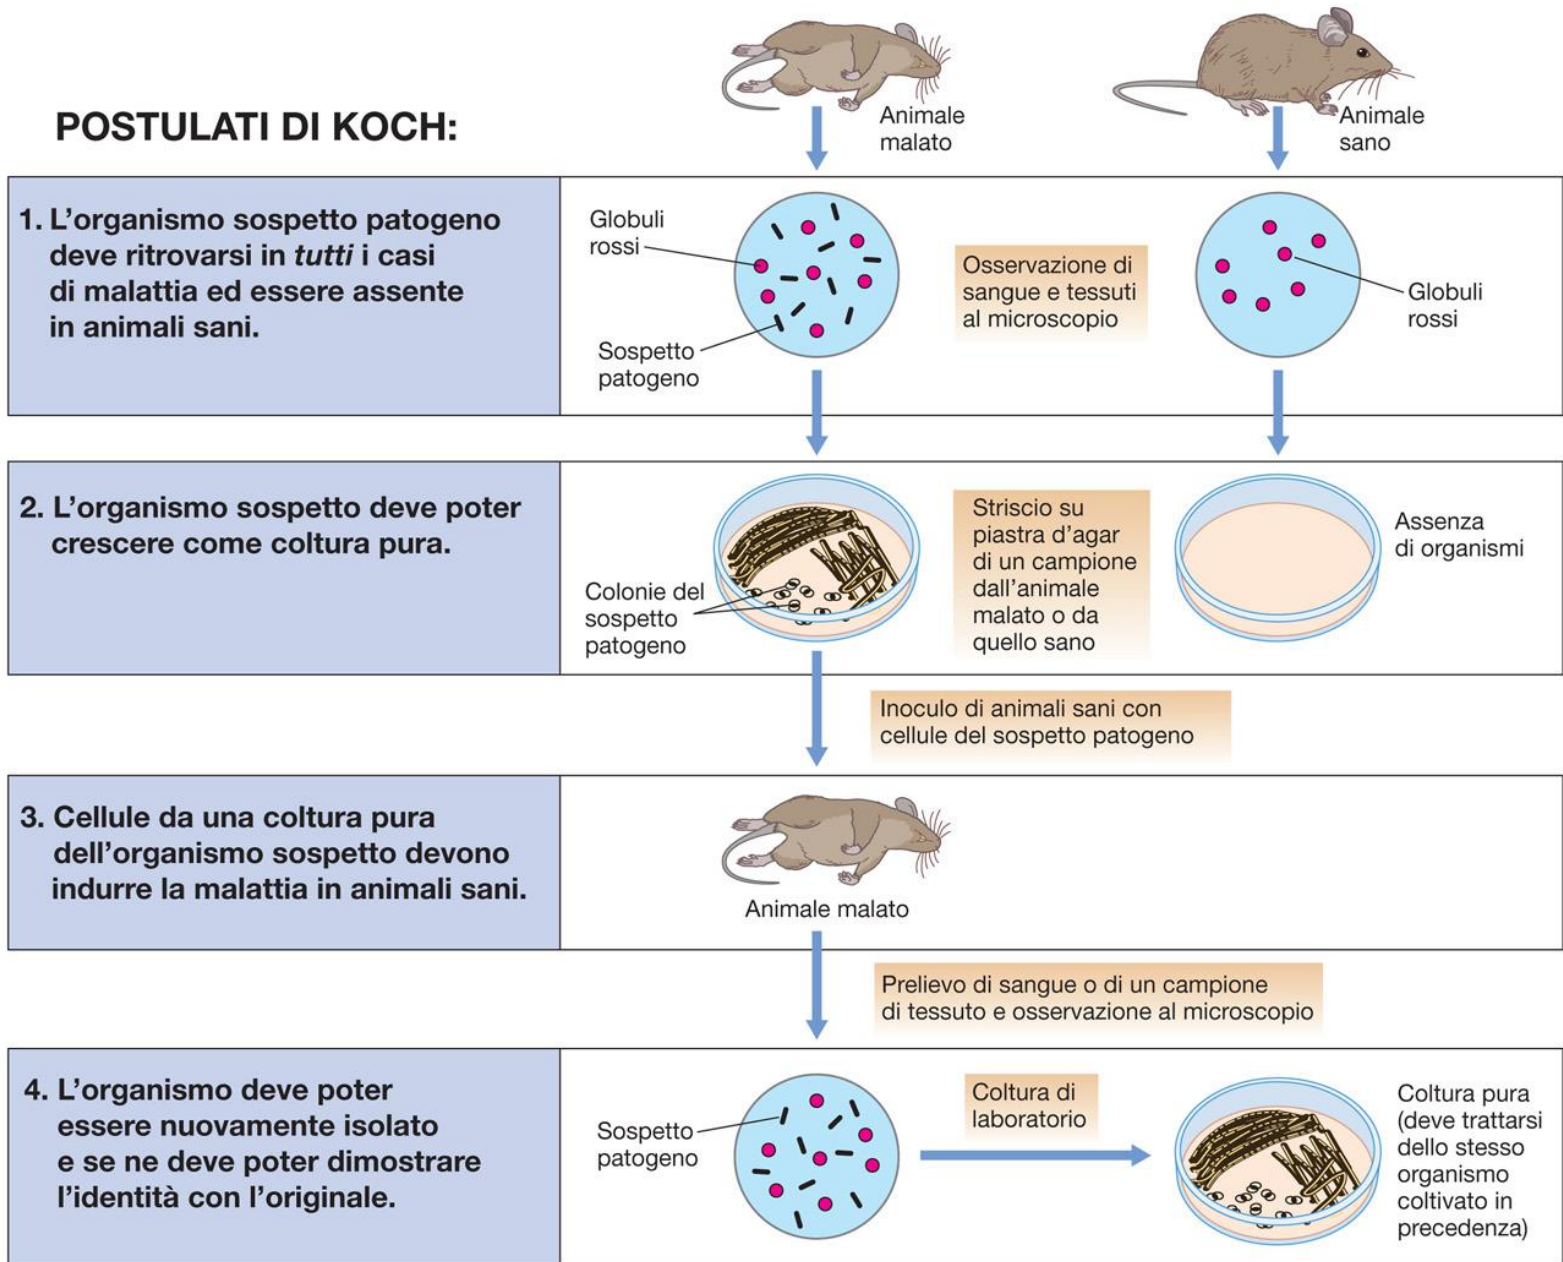 POSTULATI DI KOCH:
Animale
malato
Animale
sano
1. L'organismo sospetto patogeno
deve ritrovarsi in tutti i casi
di malattia ed essere assente
in animali sani.
Globuli
rossi
Sospetto
patogeno
Osservazione di
sangue e tessuti
al microscopio
Globuli
rossi
2. L'organismo sospetto deve poter
crescere come coltura pura.
Colonie del
sospetto
patogeno
Striscio su
piastra d'agar
di un campione
dall'animale
malato o da
quello sano
Assenza
di organismi
Inoculo di animali sani con
cellule del sospetto patogeno
3. Cellule da una coltura pura
dell'organismo sospetto devono
indurre la malattia in animali sani.
Animale malato
Prelievo di sangue o di un campione
di tessuto e osservazione al microscopio
4. L'organismo deve poter
essere nuovamente isolato
e se ne deve poter dimostrare
l'identità con l'originale.
Sospetto
patogeno
Coltura di
laboratorio
Coltura pura
(deve trattarsi
dello stesso
organismo
coltivato in
precedenza)